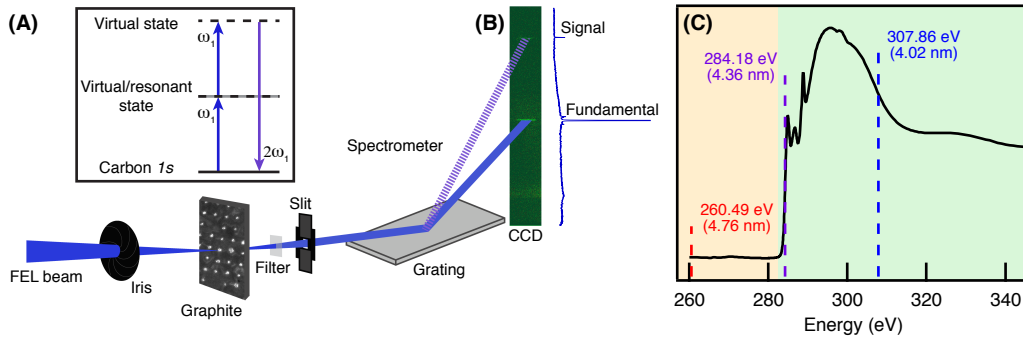 (A)
Virtual state
ω1
Virtual/resonant
state
ω1
2ω1
Carbon 1s
FEL beam
Iris
Graphite
Filter
Slit
Spectrometer
Grating
(B)
CCD
Signal
Fundamental
(C)
307.86 eV
(4.02 nm)
284.18 eV
(4.36 nm)
260.49 eV
(4.76 nm)
260 280 300 320 340
Energy (eV)